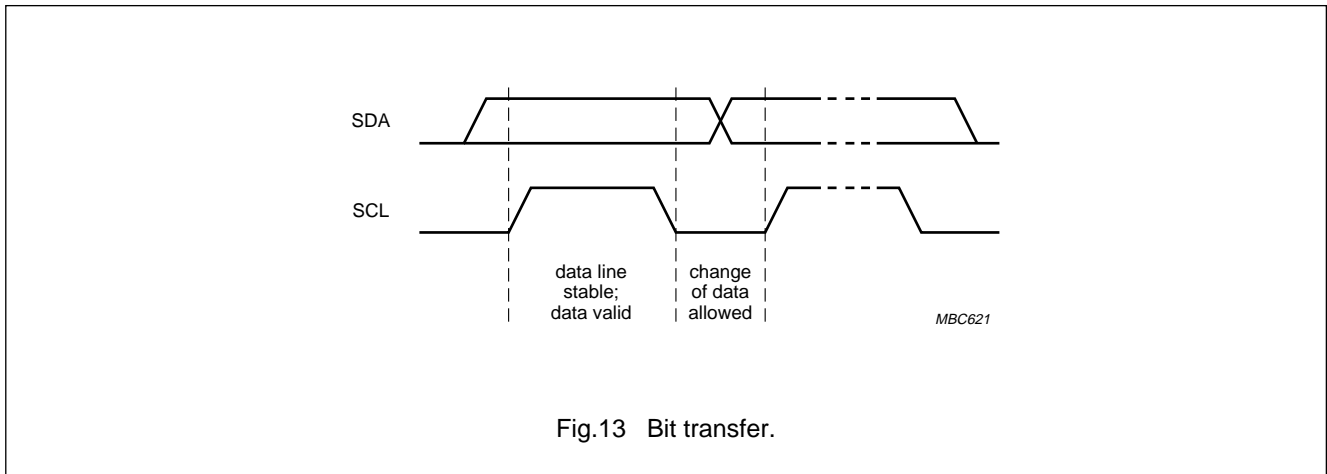 SDA
SCL
data line
stable;
data valid
change
of data
allowed
MBC621
Fig.13 Bit transfer.